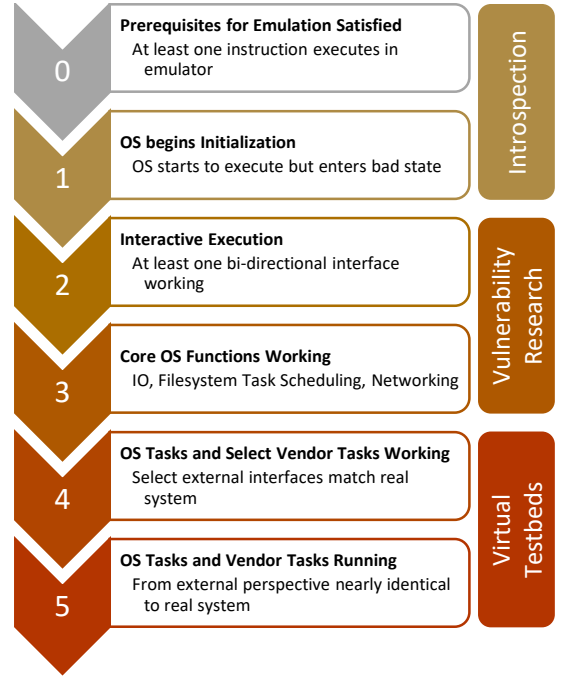 0
Prerequisites for Emulation Satisfied
At least one instruction executes in
emulator
1
OS begins Initialization
OS starts to execute but enters bad state
Introspection
2
Interactive Execution
At least one bi-directional interface
working
3
Core OS Functions Working
IO, Filesystem Task Scheduling, Networking
Vulnerability
Research
4
OS Tasks and Select Vendor Tasks Working
Select external interfaces match real
system
5
OS Tasks and Vendor Tasks Running
From external perspective nearly identical
to real system
Virtual
Testbeds